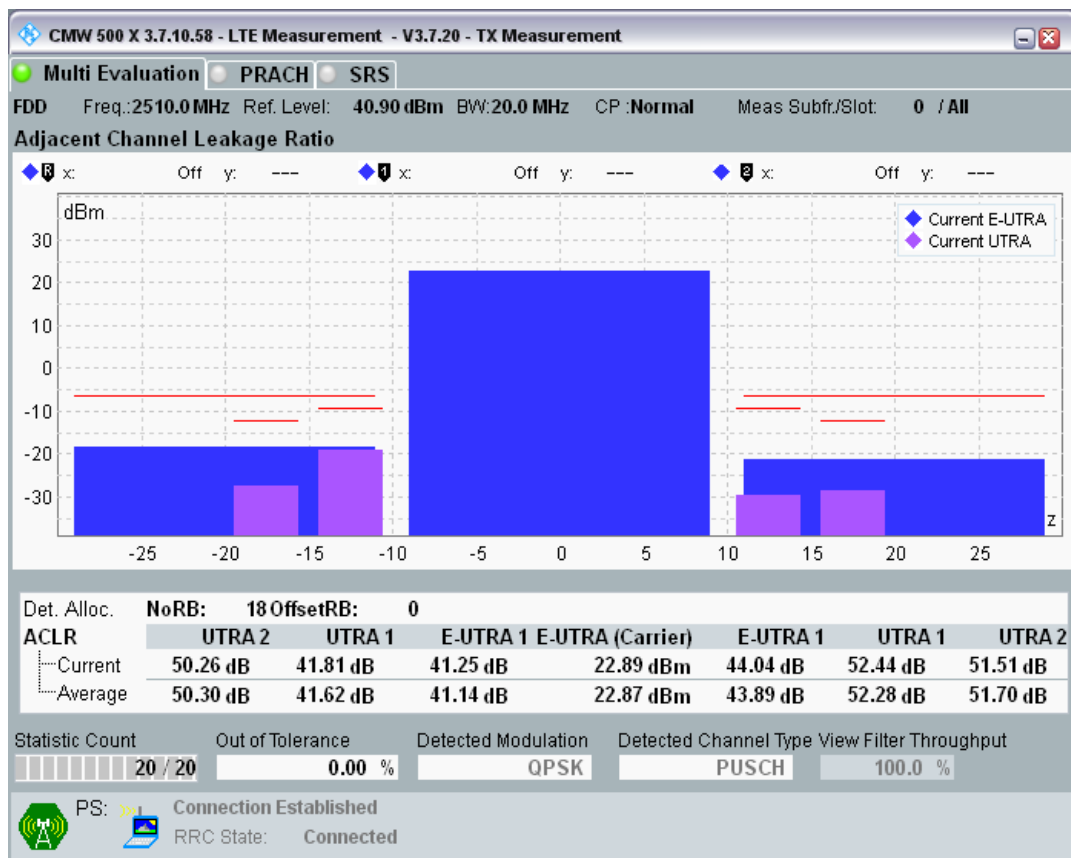 CMW 500 X 3.7.10.58 - LTE Measurement - V3.7.20 - TX Measurement
Multi Evaluation PRACH SRS
FDD Freq.:2510.0 MHz Ref. Level: 40.90 dBm BW:20.0 MHz CP :Normal Meas Subfr./Slot: 0 / All
Adjacent Channel Leakage Ratio
R x: Off y: --- 1 x: Off y: --- 2 x: Off y: ---
dBm
Current E-UTRA
Current UTRA
30
20
10
0
-10
-20
-30
z
-25 -20 -15 -10 -5 0 5 10 15 20 25
Det. Alloc. NoRB: 18 OffsetRB: 0
ACLR UTRA 2 UTRA 1 E-UTRA 1 E-UTRA (Carrier) E-UTRA 1 UTRA 1 UTRA 2
Current 50.26 dB 41.81 dB 41.25 dB 22.89 dBm 44.04 dB 52.44 dB 51.51 dB
Average 50.30 dB 41.62 dB 41.14 dB 22.87 dBm 43.89 dB 52.28 dB 51.70 dB
Statistic Count Out of Tolerance Detected Modulation Detected Channel Type View Filter Throughput
20 / 20 0.00 % QPSK PUSCH 100.0 %
PS: Connection Established
RRC State: Connected